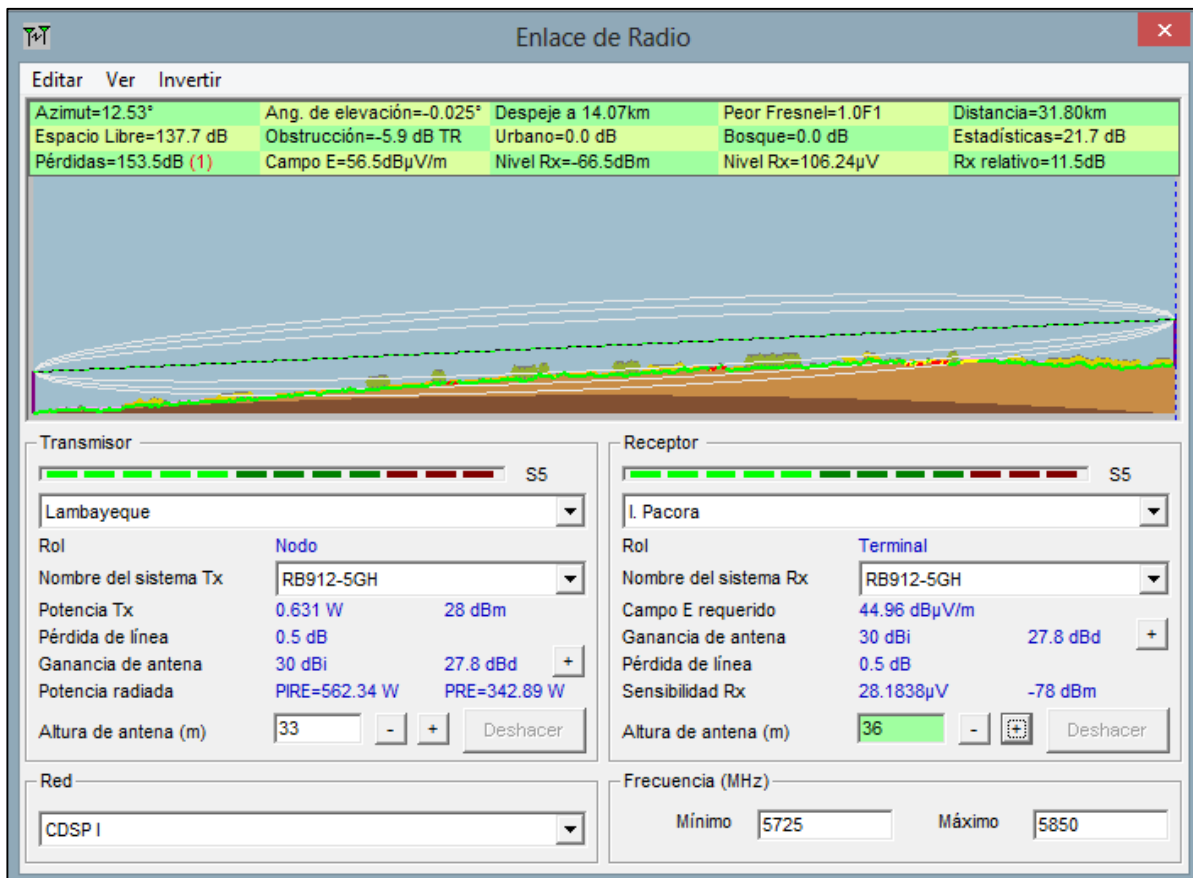 Enlace de Radio
Editar Ver Invertir
Azimut=12.53° Ang. de elevación=-0.025° Despeje a 14.07km Peor Fresnel=1.0F1 Distancia=31.80km
Espacio Libre=137.7 dB Obstrucción=-5.9 dB TR Urbano=0.0 dB Bosque=0.0 dB Estadísticas=21.7 dB
Pérdidas=153.5dB (1) Campo E=56.5dBµV/m Nivel Rx=-66.5dBm Nivel Rx=106.24µV Rx relativo=11.5dB
Transmisor
S5
Lambayeque
Rol Nodo
Nombre del sistema Tx RB912-5GH
Potencia Tx 0.631 W 28 dBm
Pérdida de línea 0.5 dB
Ganancia de antena 30 dBi 27.8 dBd +
Potencia radiada PIRE=562.34 W PRE=342.89 W
Altura de antena (m) 33 - + Deshacer
Receptor
S5
I. Pacora
Rol Terminal
Nombre del sistema Rx RB912-5GH
Campo E requerido 44.96 dBµV/m
Ganancia de antena 30 dBi 27.8 dBd +
Pérdida de línea 0.5 dB
Sensibilidad Rx 28.1838µV -78 dBm
Altura de antena (m) 36 - + Deshacer
Red
CDSP I
Frecuencia (MHz)
Mínimo 5725 Máximo 5850